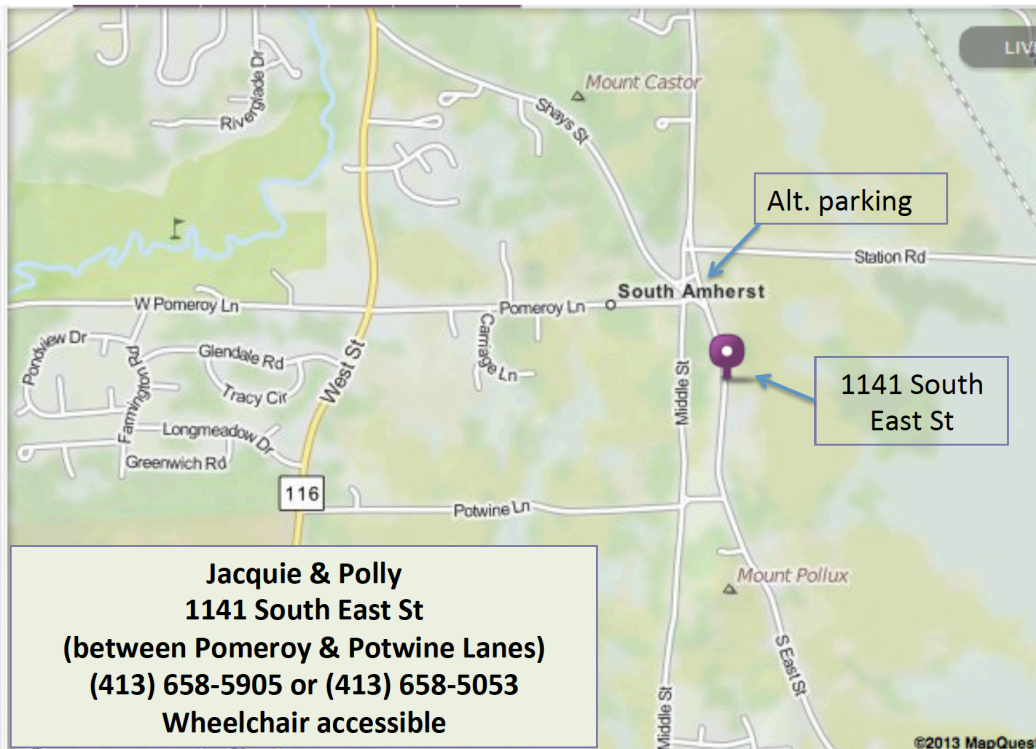 LIV
Mount Castor
Riverglade Dr
Shays St
Alt. parking
Station Rd
South Amherst
W Pomeroy Ln
Pomeroy Ln
Pondview Dr
Glendale Rd
Carriage Ln
West St
Farmington Rd
Tracy Cir
Middle St
1141 South
East St
Longmeadow Dr
Greenwich Rd
116
Potwine Ln
Mount Pollux
S East St
Middle St
Jacquie & Polly
1141 South East St
(between Pomeroy & Potwine Lanes)
(413) 658-5905 or (413) 658-5053
Wheelchair accessible
©2013 MapQuest